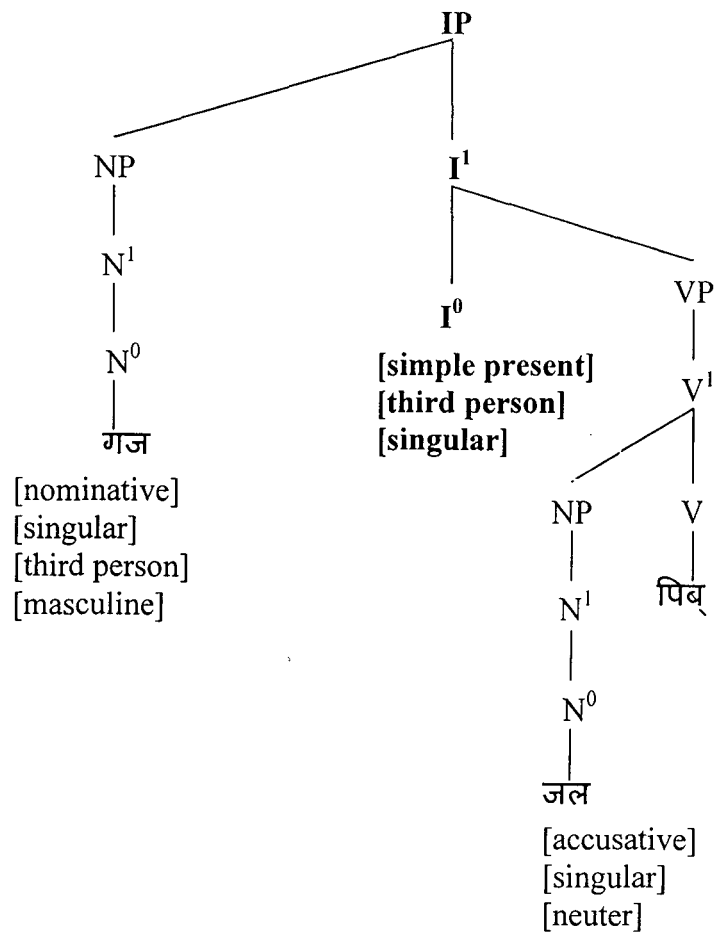 IP
NP I¹
N¹ VP
N⁰ I⁰
[simple present] V¹
[third person]
गज [singular]
[nominative]
[singular] NP V
[third person]
[masculine] N¹ पिब्
N⁰
जल
[accusative]
[singular]
[neuter]